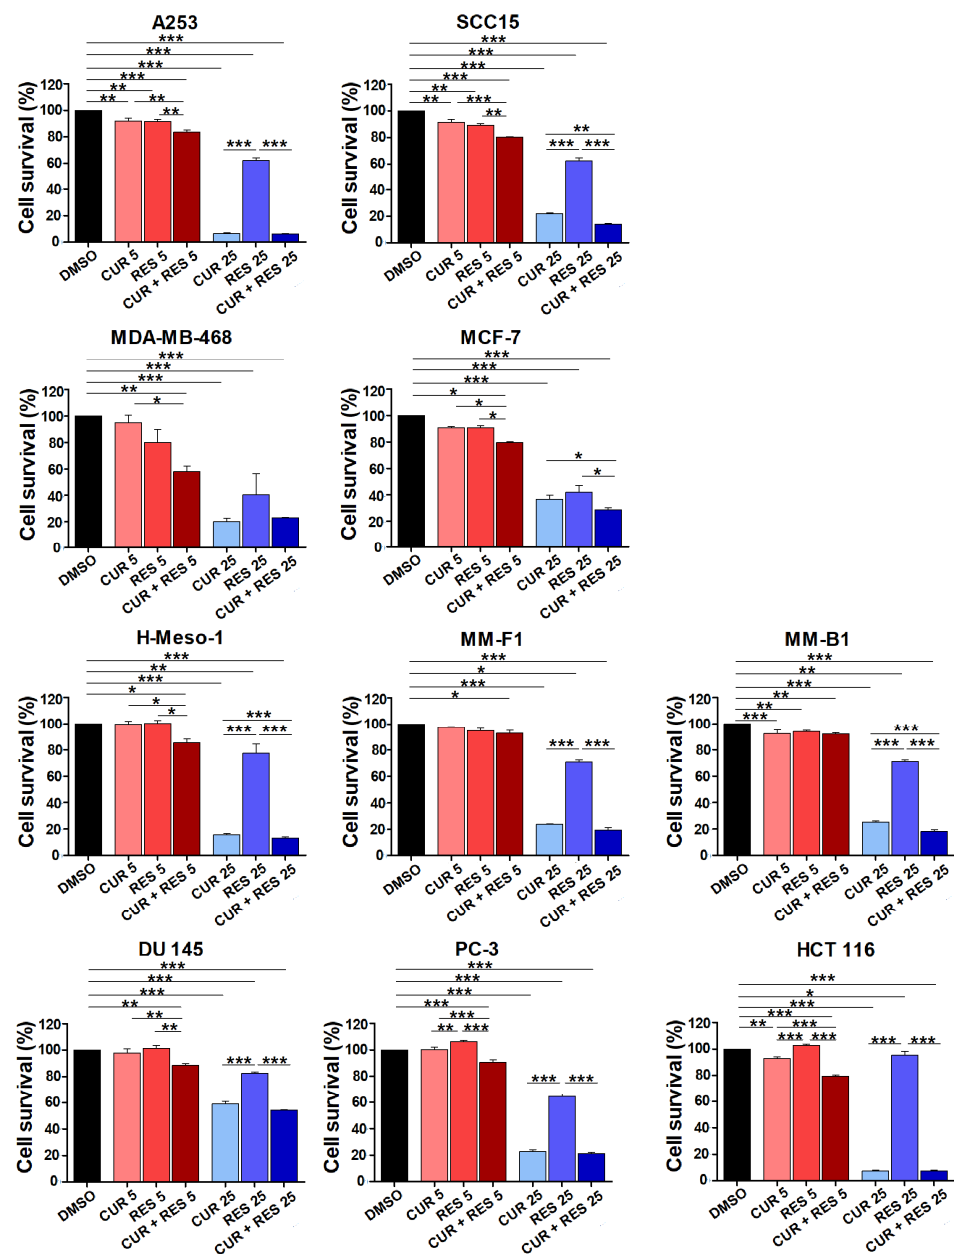 A253
***
***
***
***
**
** **
**
*** ***
Cell survival (%)
120
100
80
60
40
20
0
DMSO
CUR 5
RES 5
CUR + RES 5
CUR 25
RES 25
CUR + RES 25
SCC15
***
***
***
***
**
** ***
**
**
*** ***
Cell survival (%)
120
100
80
60
40
20
0
DMSO
CUR 5
RES 5
CUR + RES 5
CUR 25
RES 25
CUR + RES 25
MDA-MB-468
***
***
***
**
*
Cell survival (%)
120
100
80
60
40
20
0
DMSO
CUR 5
RES 5
CUR + RES 5
CUR 25
RES 25
CUR + RES 25
MCF-7
***
***
***
*
*
*
*
*
Cell survival (%)
120
100
80
60
40
20
0
DMSO
CUR 5
RES 5
CUR + RES 5
CUR 25
RES 25
CUR + RES 25
H-Meso-1
***
**
***
*
*
*
***
*** ***
Cell survival (%)
120
100
80
60
40
20
0
DMSO
CUR 5
RES 5
CUR + RES 5
CUR 25
RES 25
CUR + RES 25
MM-F1
***
*
***
*
*** ***
Cell survival (%)
120
100
80
60
40
20
0
DMSO
CUR 5
RES 5
CUR + RES 5
CUR 25
RES 25
CUR + RES 25
MM-B1
***
**
***
**
**
***
***
*** ***
Cell survival (%)
120
100
80
60
40
20
0
DMSO
CUR 5
RES 5
CUR + RES 5
CUR 25
RES 25
CUR + RES 25
DU 145
***
***
***
**
**
**
*** ***
Cell survival (%)
120
100
80
60
40
20
0
DMSO
CUR 5
RES 5
CUR + RES 5
CUR 25
RES 25
CUR + RES 25
PC-3
***
***
***
***
***
** ***
*** ***
Cell survival (%)
120
100
80
60
40
20
0
DMSO
CUR 5
RES 5
CUR + RES 5
CUR 25
RES 25
CUR + RES 25
HCT 116
***
*
***
***
** ***
*** ***
*** ***
Cell survival (%)
120
100
80
60
40
20
0
DMSO
CUR 5
RES 5
CUR + RES 5
CUR 25
RES 25
CUR + RES 25